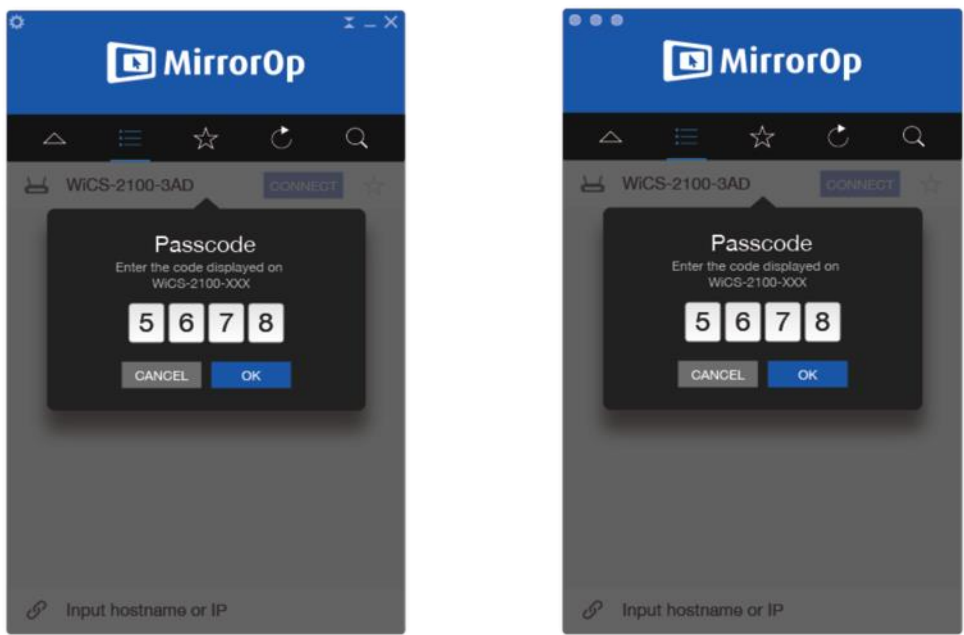 MirrorOp
WiCS-2100-3AD CONNECT
Passcode
Enter the code displayed on
WiCS-2100-XXX
5 6 7 8
CANCEL OK
Input hostname or IP
MirrorOp
WiCS-2100-3AD CONNECT
Passcode
Enter the code displayed on
WiCS-2100-XXX
5 6 7 8
CANCEL OK
Input hostname or IP